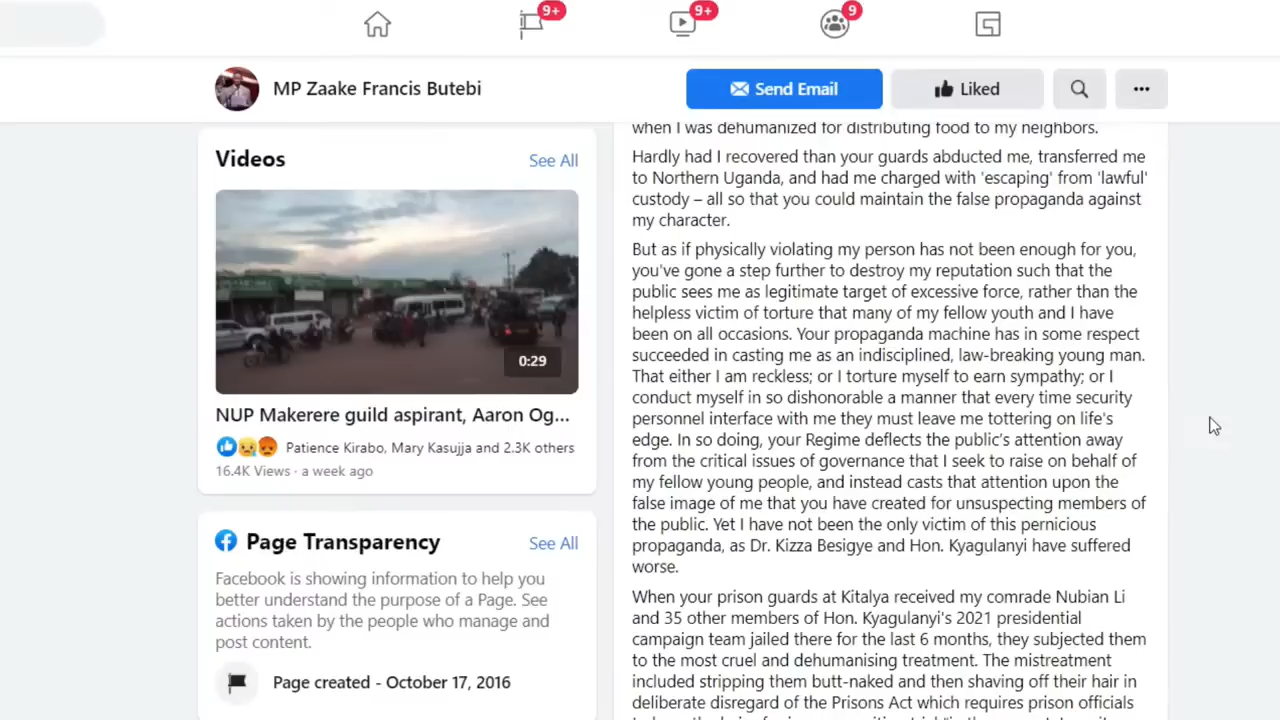 9+
9+
9
MP Zaake Francis Butebi
Send Email
Liked
Videos
See All
0:29
NUP Makerere guild aspirant, Aaron Og...
Patience Kirabo, Mary Kasujja and 2.3K others
16.4K Views · a week ago
Page Transparency
See All
Facebook is showing information to help you
better understand the purpose of a Page. See
actions taken by the people who manage and
post content.
Page created - October 17, 2016
when I was dehumanized for distributing food to my neighbors.
Hardly had I recovered than your guards abducted me, transferred me
to Northern Uganda, and had me charged with 'escaping' from 'lawful'
custody – all so that you could maintain the false propaganda against
my character.
But as if physically violating my person has not been enough for you,
you've gone a step further to destroy my reputation such that the
public sees me as legitimate target of excessive force, rather than the
helpless victim of torture that many of my fellow youth and I have
been on all occasions. Your propaganda machine has in some respect
succeeded in casting me as an indisciplined, law-breaking young man.
That either I am reckless; or I torture myself to earn sympathy; or I
conduct myself in so dishonorable a manner that every time security
personnel interface with me they must leave me tottering on life's
edge. In so doing, your Regime deflects the public's attention away
from the critical issues of governance that I seek to raise on behalf of
my fellow young people, and instead casts that attention upon the
false image of me that you have created for unsuspecting members of
the public. Yet I have not been the only victim of this pernicious
propaganda, as Dr. Kizza Besigye and Hon. Kyagulanyi have suffered
worse.
When your prison guards at Kitalya received my comrade Nubian Li
and 35 other members of Hon. Kyagulanyi's 2021 presidential
campaign team jailed there for the last 6 months, they subjected them
to the most cruel and dehumanising treatment. The mistreatment
included stripping them butt-naked and then shaving off their hair in
deliberate disregard of the Prisons Act which requires prison officials